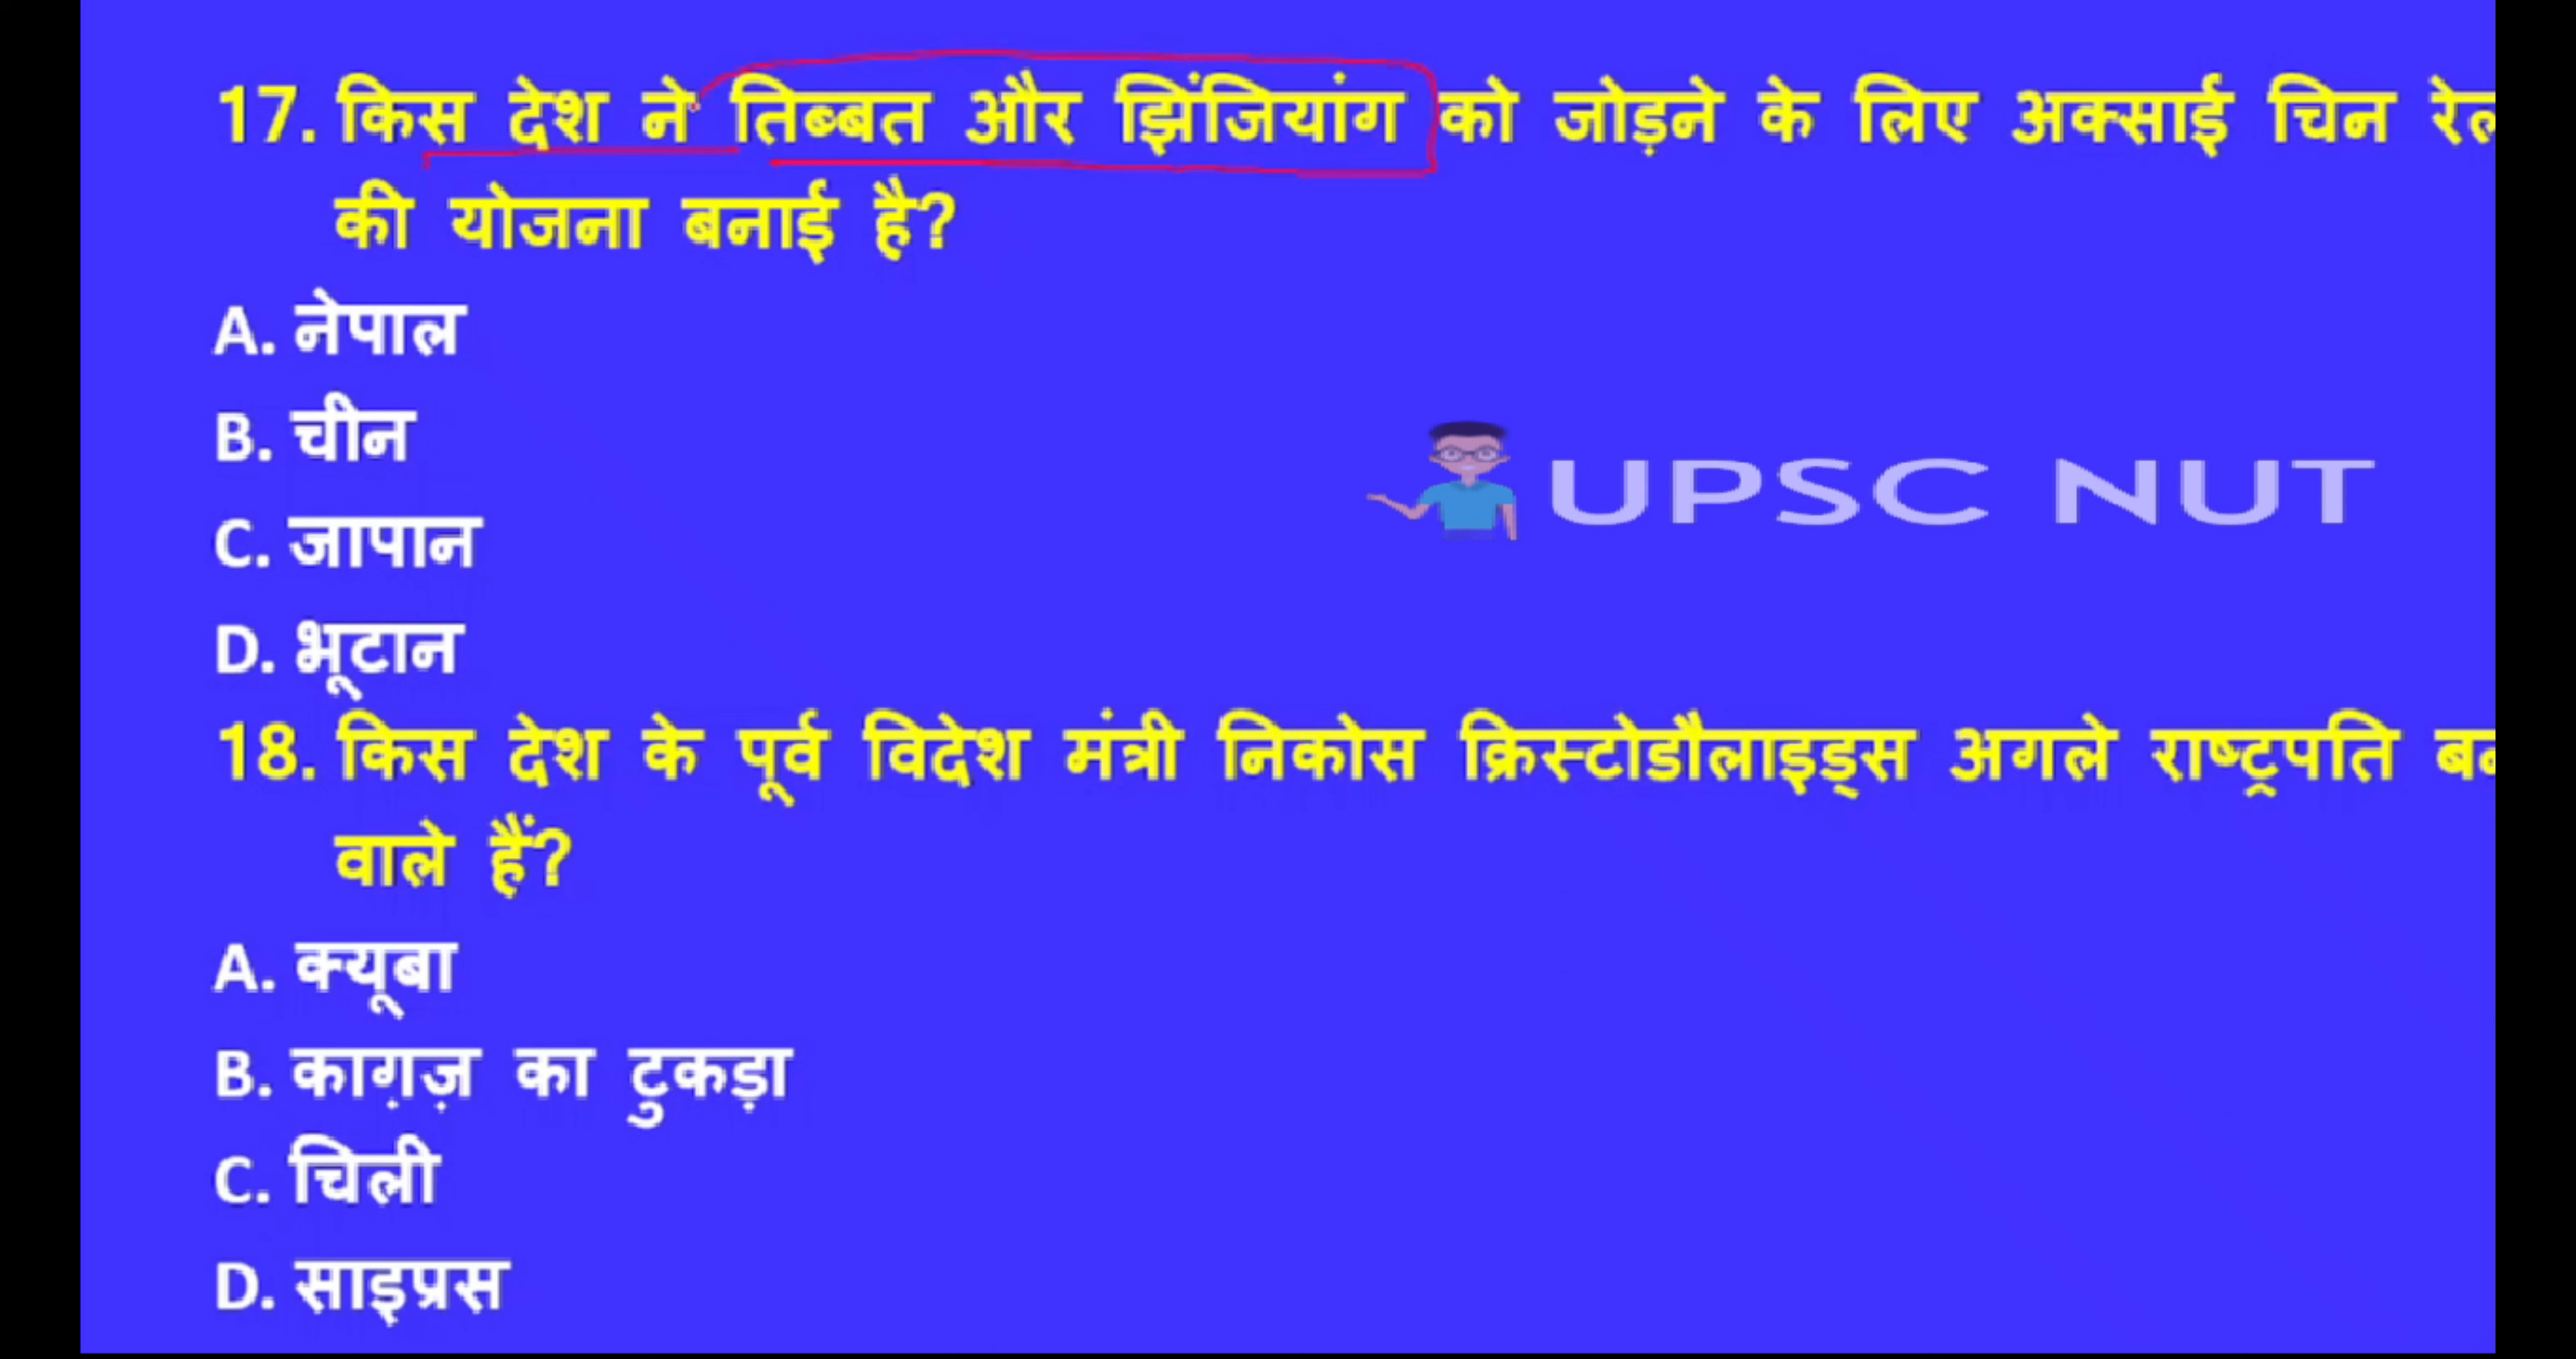 17. किस देश ने तिब्बत और झिंजियांग को जोड़ने के लिए अक्साई चिन
की योजना बनाई है?
A. नेपाल
B. चीन
C. जापान
D. भूटान
UPSC NUT
18. किस देश के पूर्व विदेश मंत्री निकोस क्रिस्टोडौलाइड्स अगले राष्ट्रपति
वाले हैं?
A. क्यूबा
B. काग़ज़ का टुकड़ा
C. चिली
D. साइप्रस